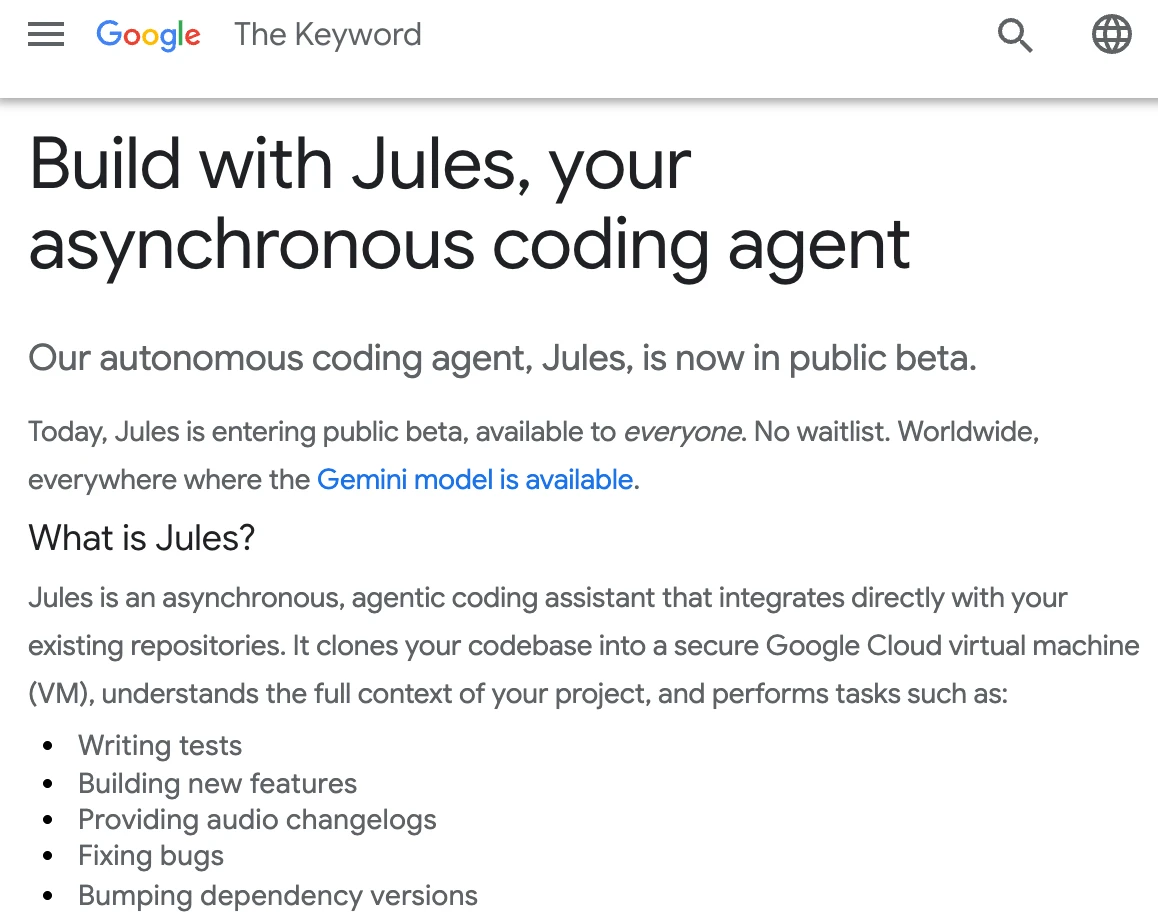 Google The Keyword
Build with Jules, your
asynchronous coding agent
Our autonomous coding agent, Jules, is now in public beta.
Today, Jules is entering public beta, available to everyone. No waitlist. Worldwide,
everywhere where the Gemini model is available.
What is Jules?
Jules is an asynchronous, agentic coding assistant that integrates directly with your
existing repositories. It clones your codebase into a secure Google Cloud virtual machine
(VM), understands the full context of your project, and performs tasks such as:
• Writing tests
• Building new features
• Providing audio changelogs
• Fixing bugs
• Bumping dependency versions